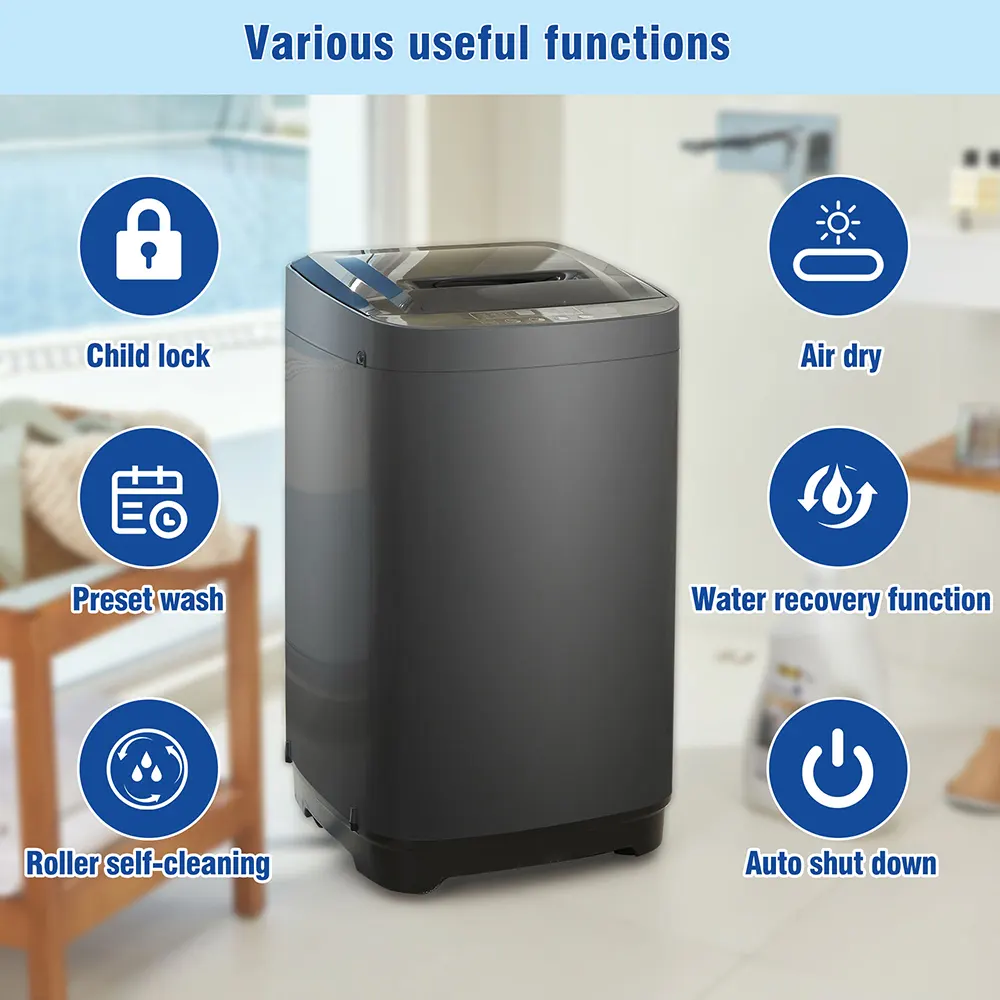 Various useful functions
Child lock
Air dry
Preset wash
Water recovery function
Roller self-cleaning
Auto shut down